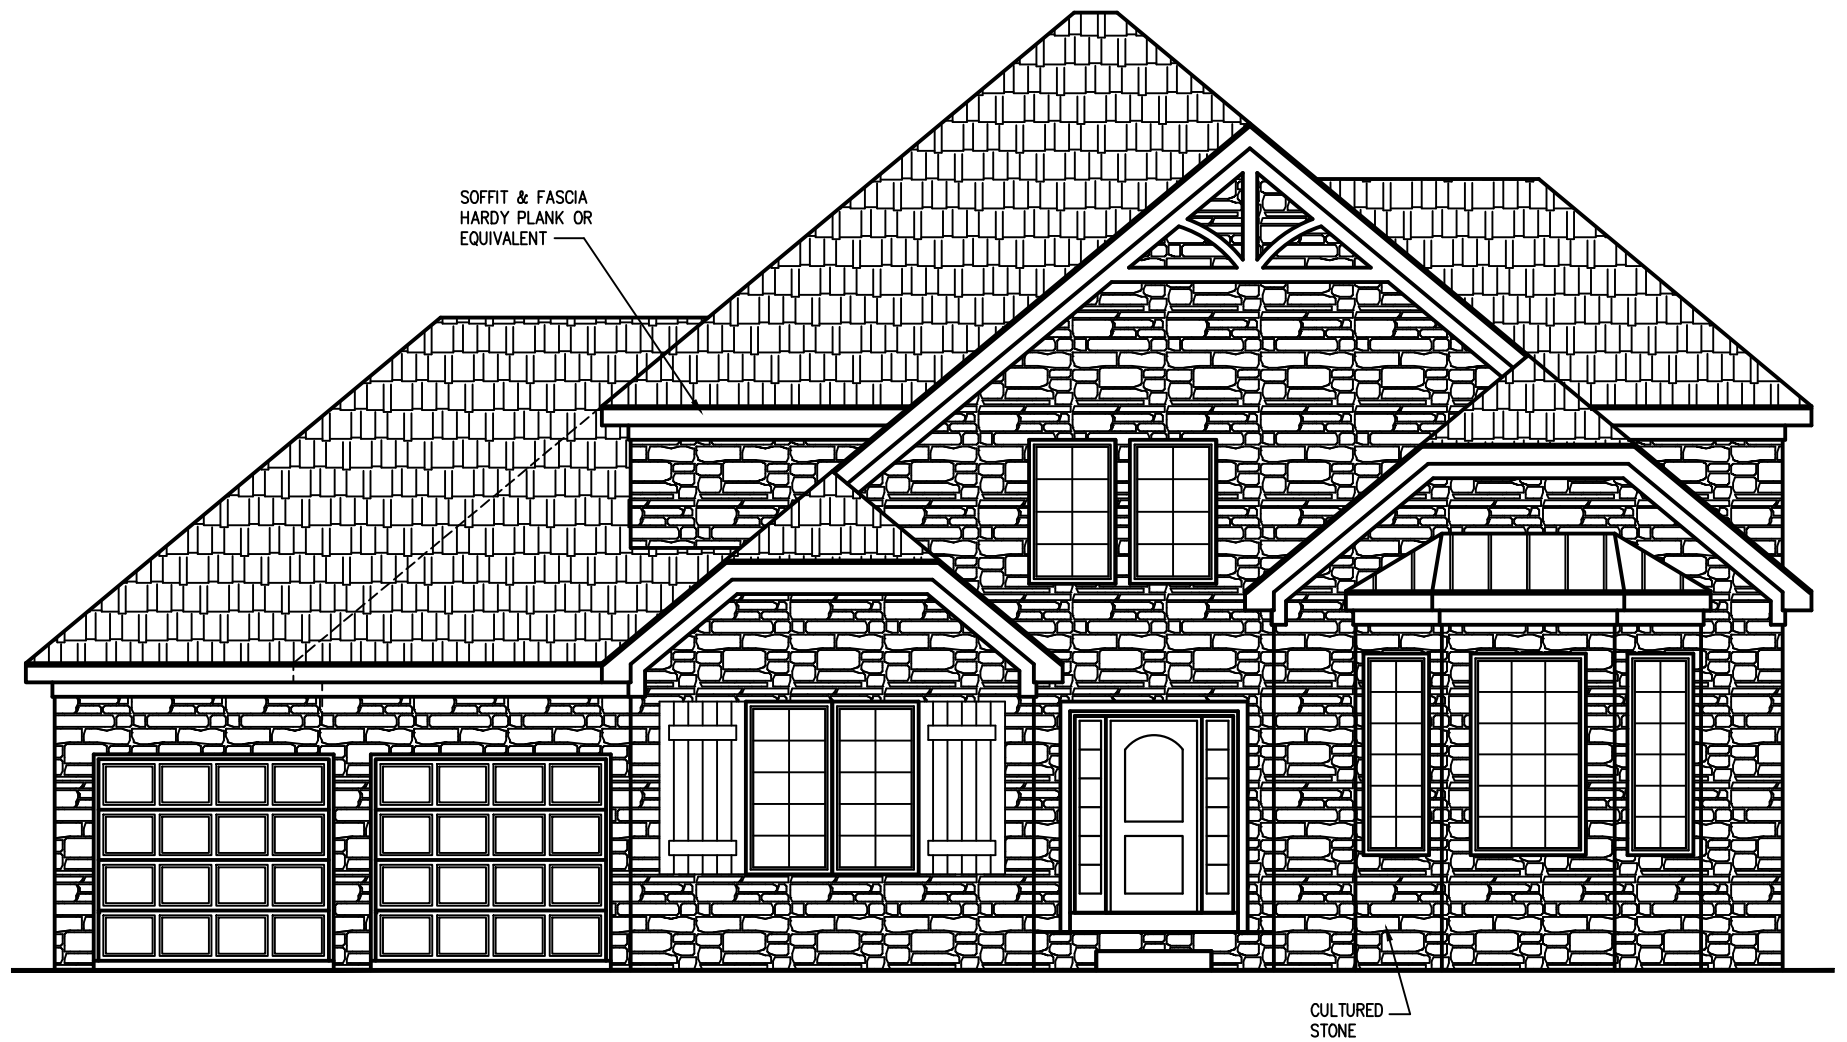 SOFFIT & FASCIA
HARDY PLANK OR
EQUIVALENT
CULTURED
STONE